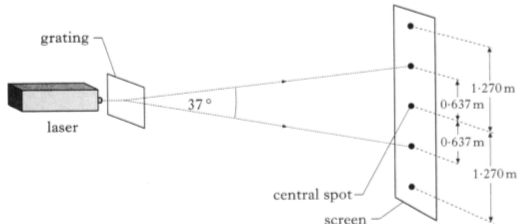 grating
37°
laser
1·270 m
0·637 m
0·637 m
1·270 m
central spot
screen